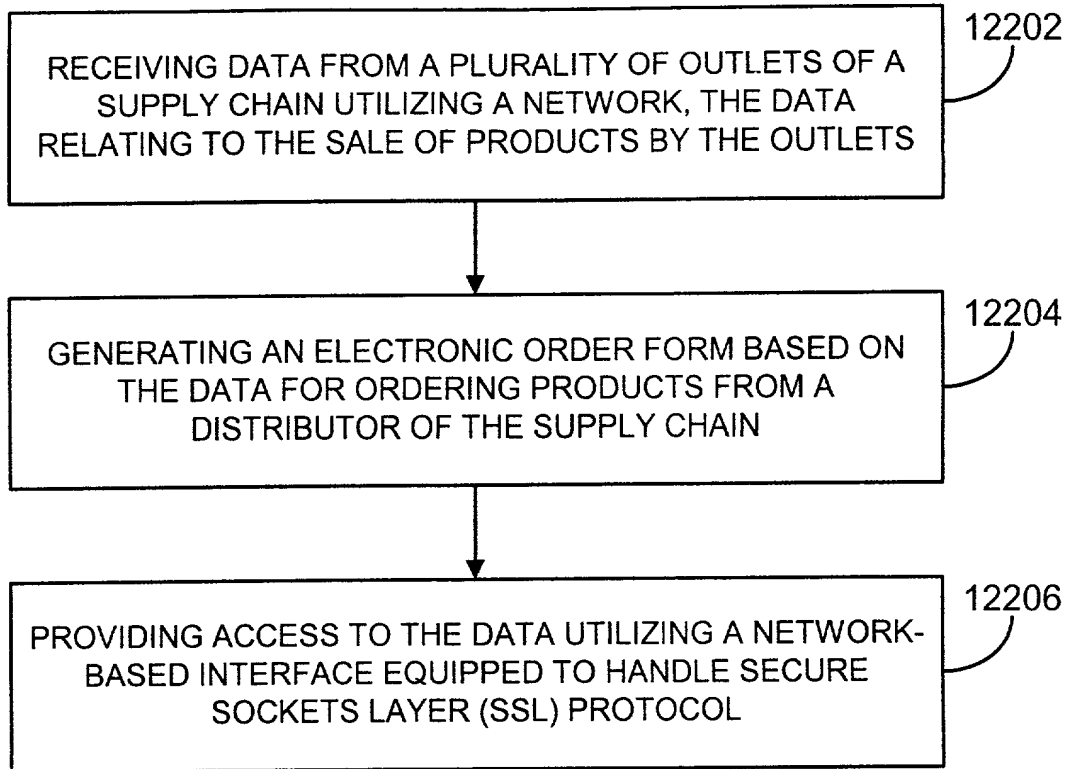 12202
RECEIVING DATA FROM A PLURALITY OF OUTLETS OF A
SUPPLY CHAIN UTILIZING A NETWORK, THE DATA
RELATING TO THE SALE OF PRODUCTS BY THE OUTLETS
12204
GENERATING AN ELECTRONIC ORDER FORM BASED ON
THE DATA FOR ORDERING PRODUCTS FROM A
DISTRIBUTOR OF THE SUPPLY CHAIN
12206
PROVIDING ACCESS TO THE DATA UTILIZING A NETWORK-
BASED INTERFACE EQUIPPED TO HANDLE SECURE
SOCKETS LAYER (SSL) PROTOCOL